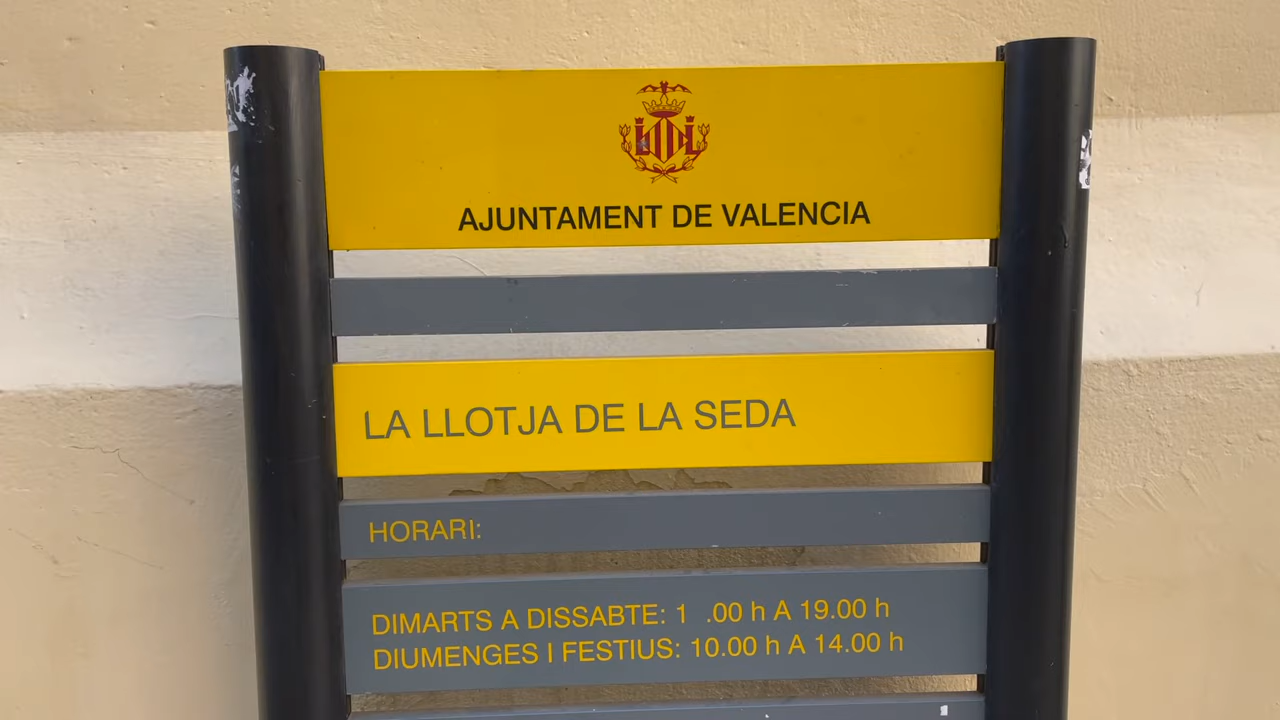 AJUNTAMENT DE VALENCIA
LA LLOTJA DE LA SEDA
HORARI:
DIMARTS A DISSABTE: 1 .00 h A 19.00 h
DIUMENGES I FESTIUS: 10.00 h A 14.00 h